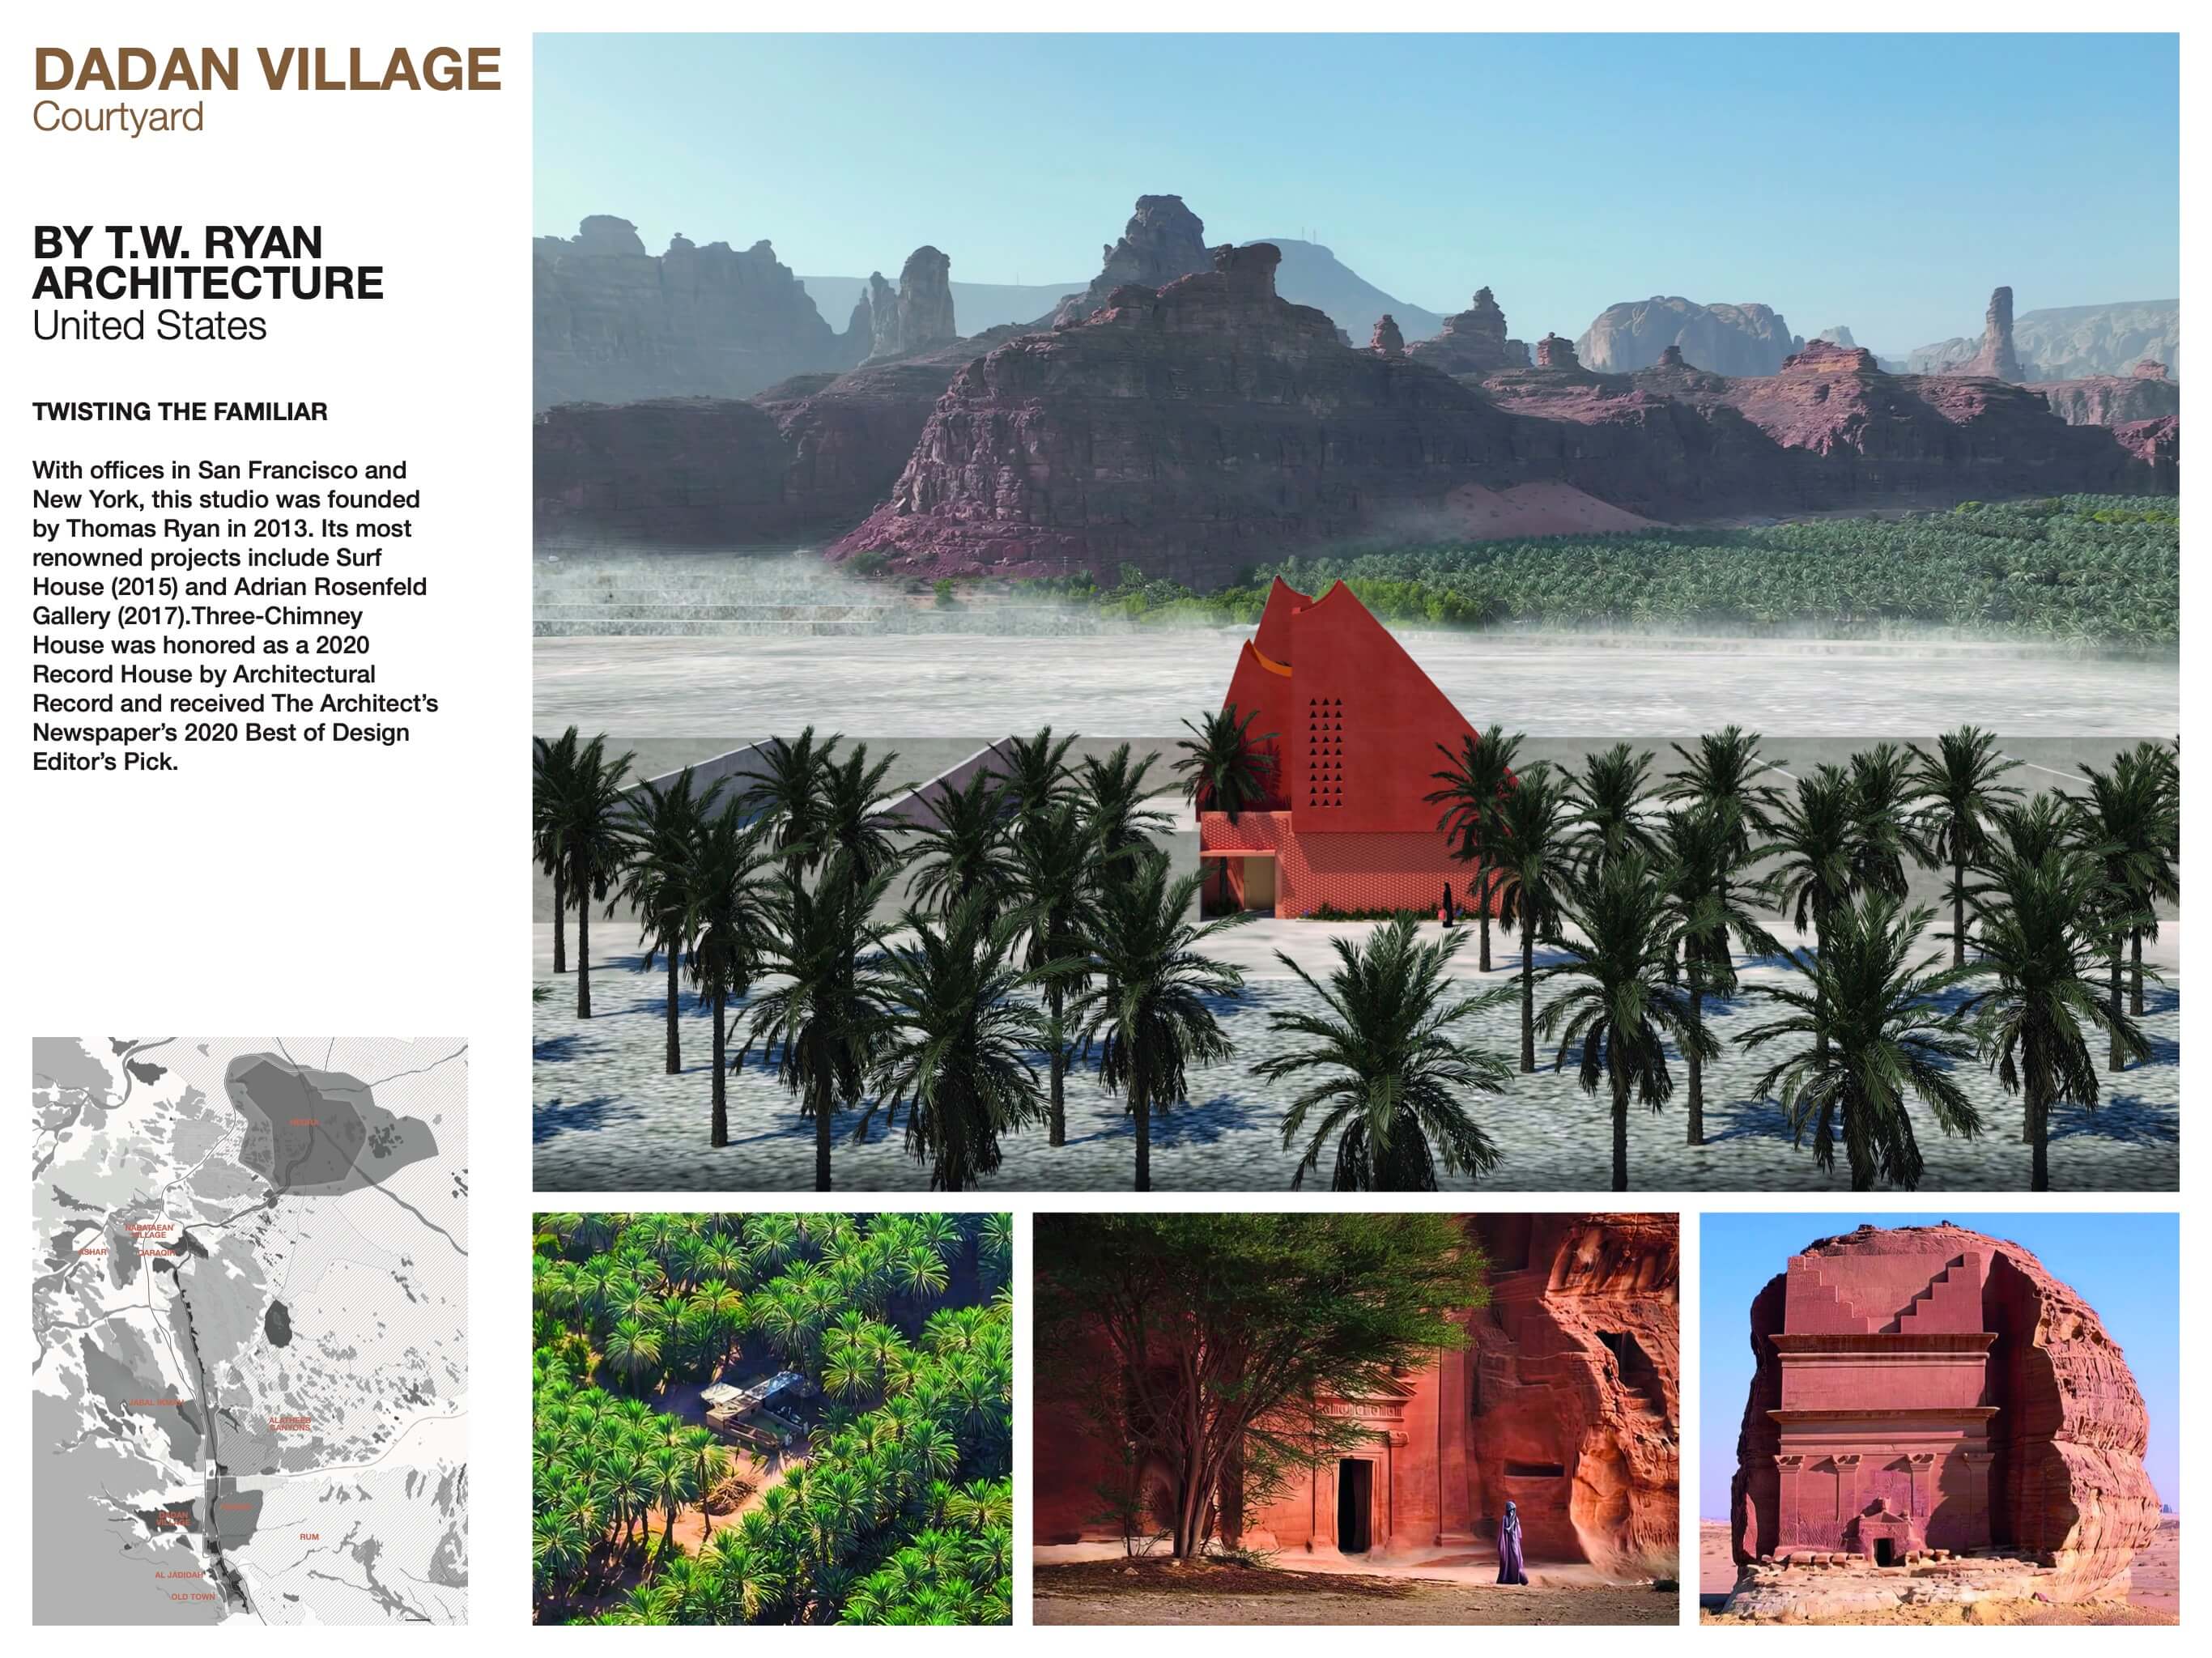 DADAN VILLAGE
Courtyard
BY T.W. RYAN
ARCHITECTURE
United States
TWISTING THE FAMILIAR
With offices in San Francisco and
New York, this studio was founded
by Thomas Ryan in 2013. Its most
renowned projects include Surf
House (2015) and Adrian Rosenfeld
Gallery (2017).Three-Chimney
House was honored as a 2020
Record House by Architectural
Record and received The Architect’s
Newspaper’s 2020 Best of Design
Editor’s Pick.
HEGRA
NABATAEAN
VILLAGE
ASHAR
QARAQIR
JABAL
ALATHEEB
CANYONS
DADAN
VILLAGE
RUM
AL JADIDAH
OLD TOWN